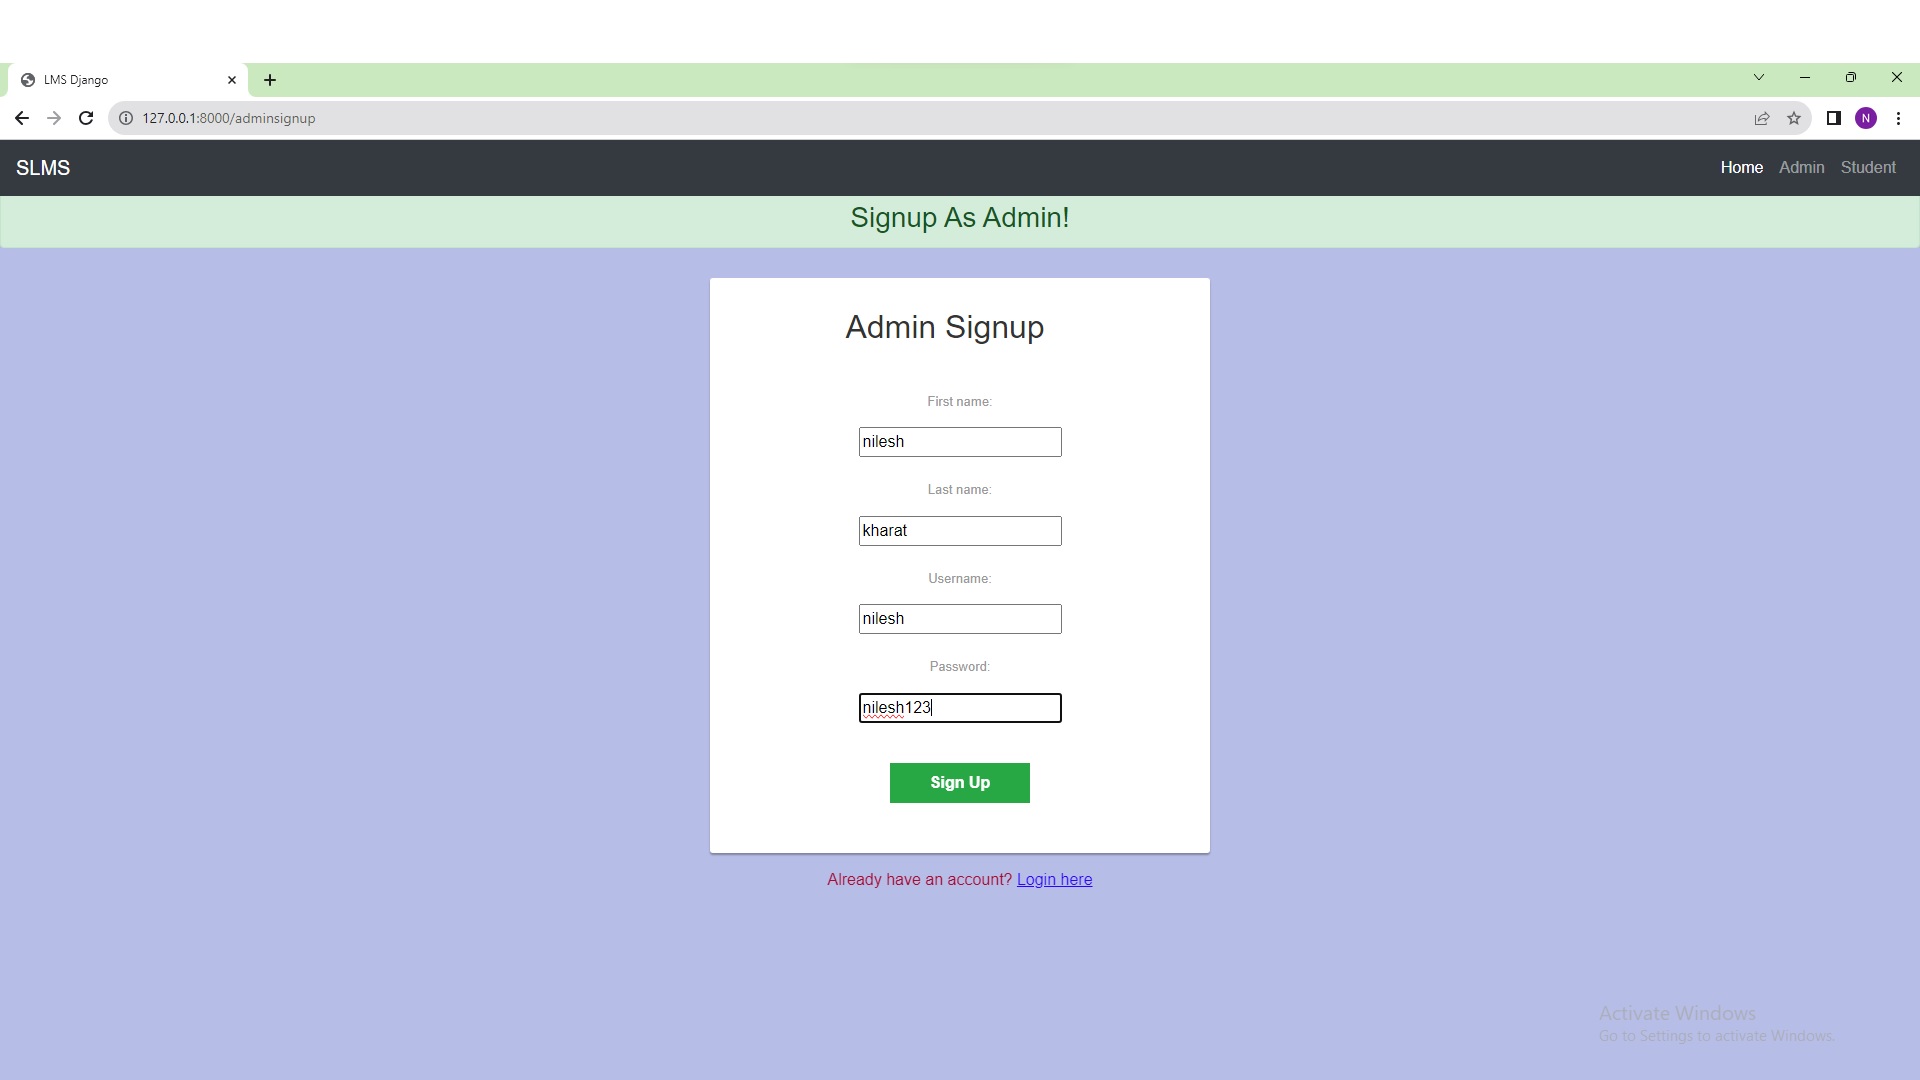 LMS Django
127.0.0.1:8000/adminsignup
N
SLMS
Home Admin Student
Signup As Admin!
Admin Signup
First name:
nilesh
Last name:
kharat
Username:
nilesh
Password:
nilesh123
Sign Up
Already have an account? Login here
Activate Windows
Go to Settings to activate Windows.